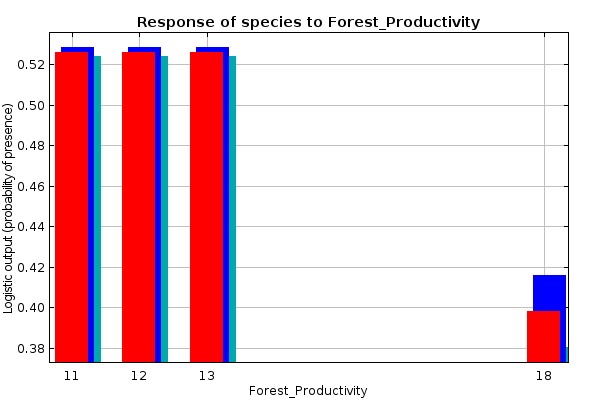 Response of species to Forest_Productivity
Logistic output (probability of presence)
0.52
0.50
0.48
0.46
0.44
0.42
0.40
0.38
11 12 13 18
Forest_Productivity